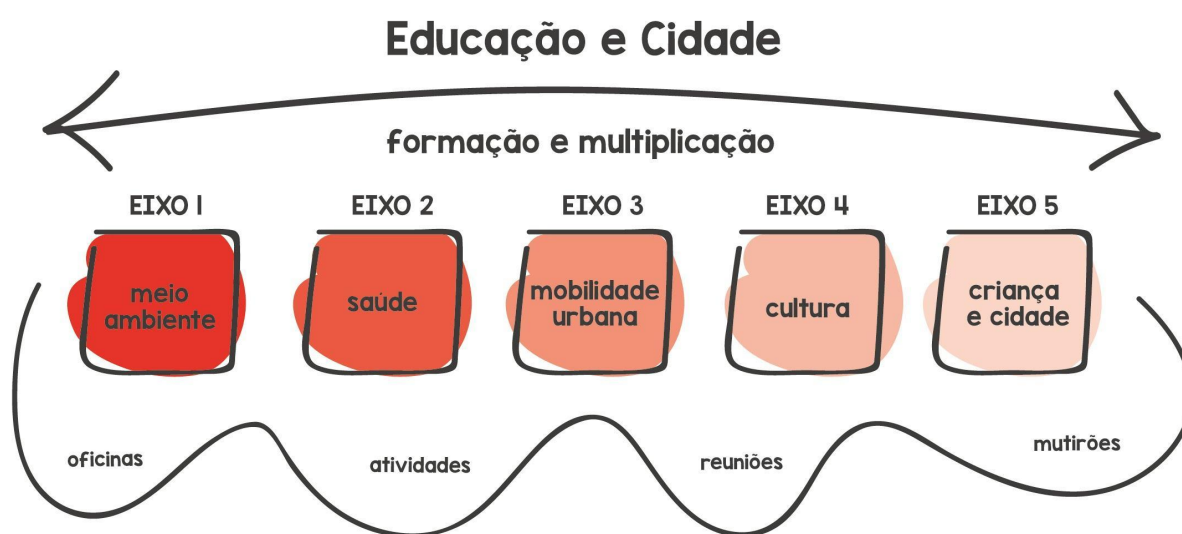 Educação e Cidade
formação e multiplicação
EIXO 1
EIXO 2
EIXO 3
EIXO 4
EIXO 5
meio
ambiente
saúde
mobilidade
urbana
cultura
criança
e cidade
oficinas
atividades
reuniões
mutirões